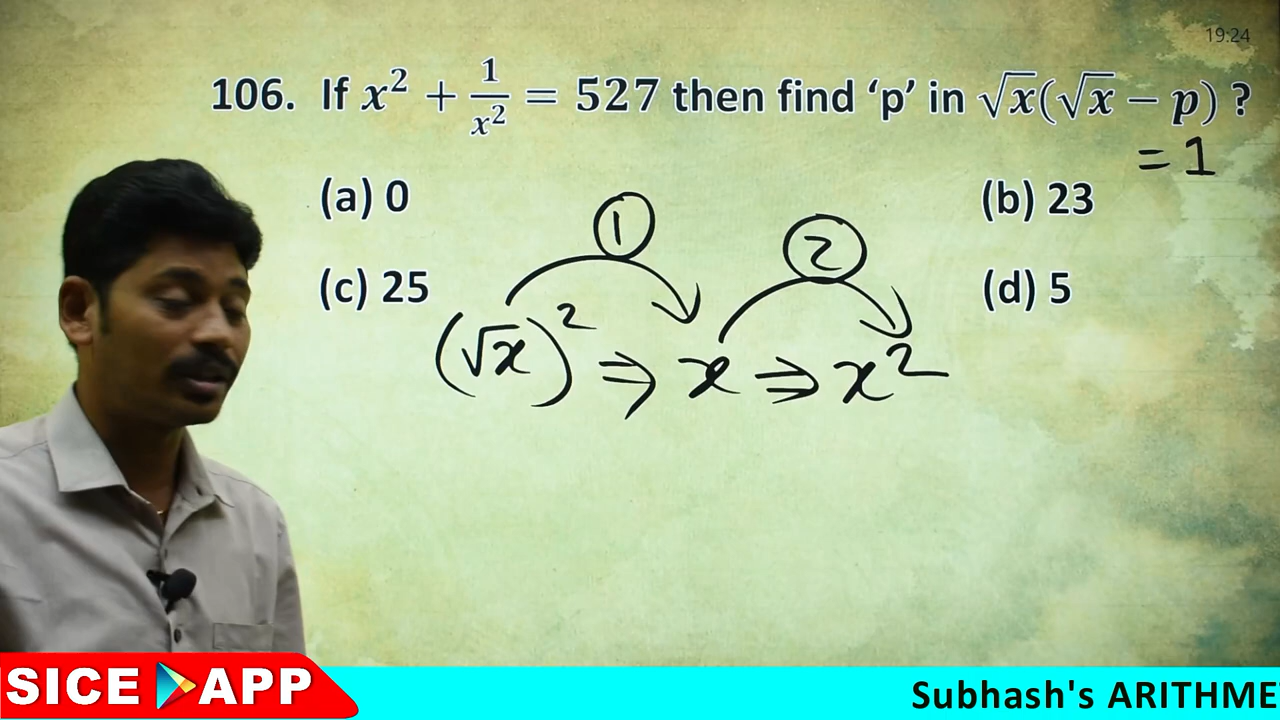 19:24
106. If x² + 1/x² = 527 then find ‘p’ in √x(√x − p) ?
= 1
(a) 0
(b) 23
(c) 25
(d) 5
1
2
(√x)² ⇒ x ⇒ x²
SICE APP
Subhash's ARITHME